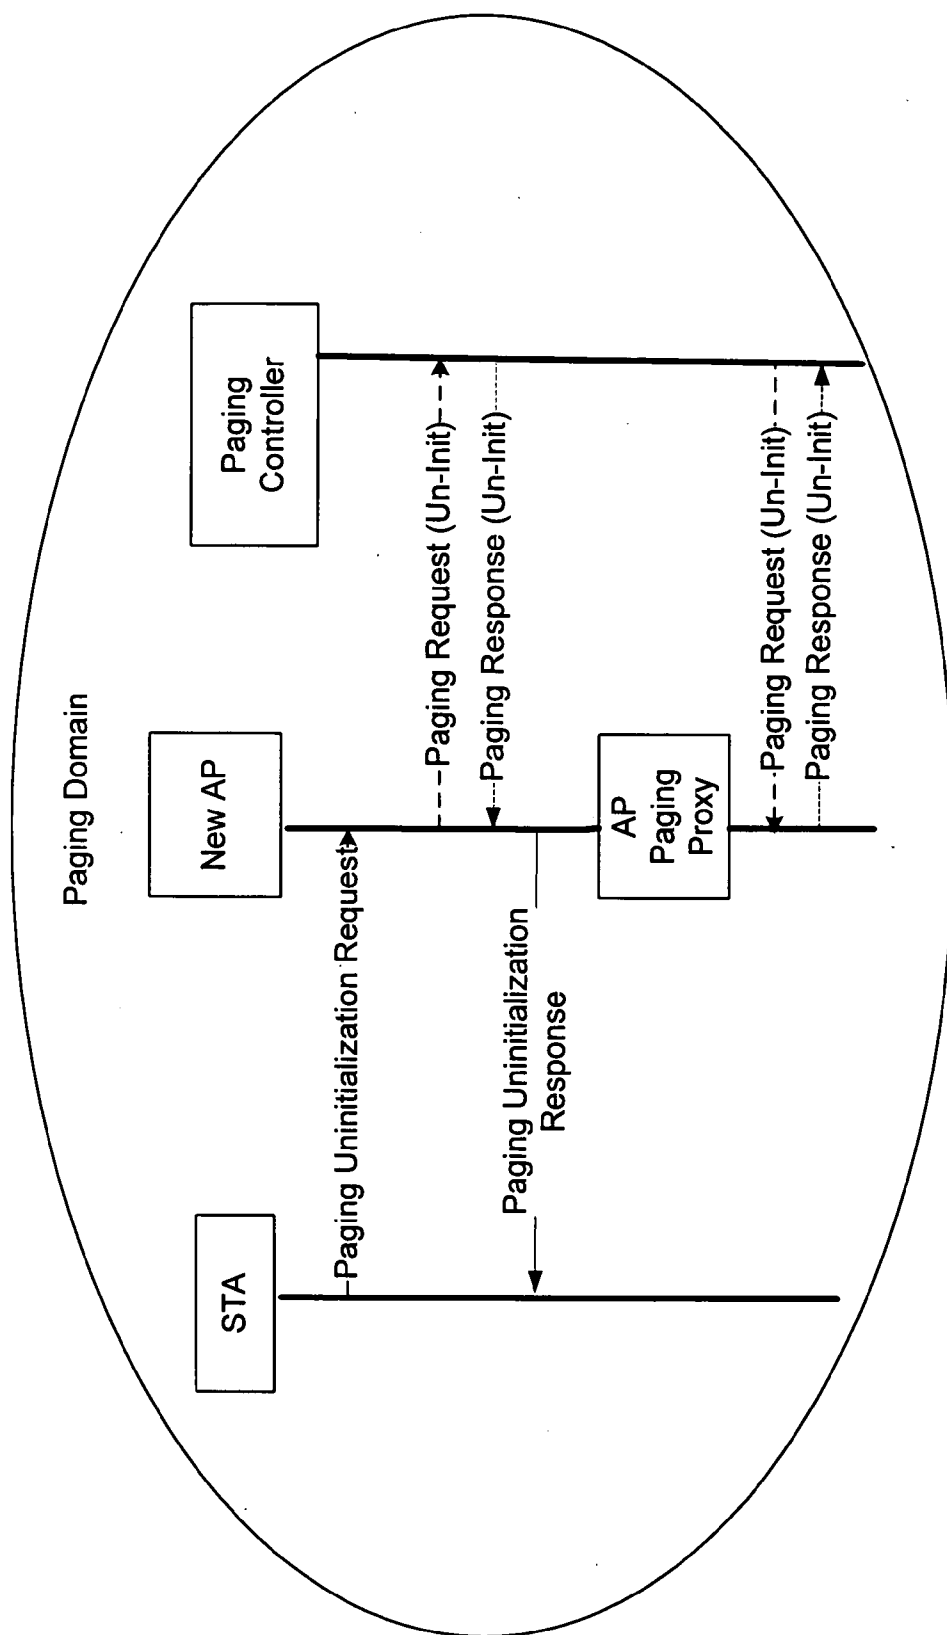 Paging Domain
STA
New AP
Paging
Controller
Paging Uninitialization Request
Paging Request (Un-Init)
Paging Response (Un-Init)
Paging Uninitialization
Response
AP
Paging
Proxy
Paging Request (Un-Init)
Paging Response (Un-Init)